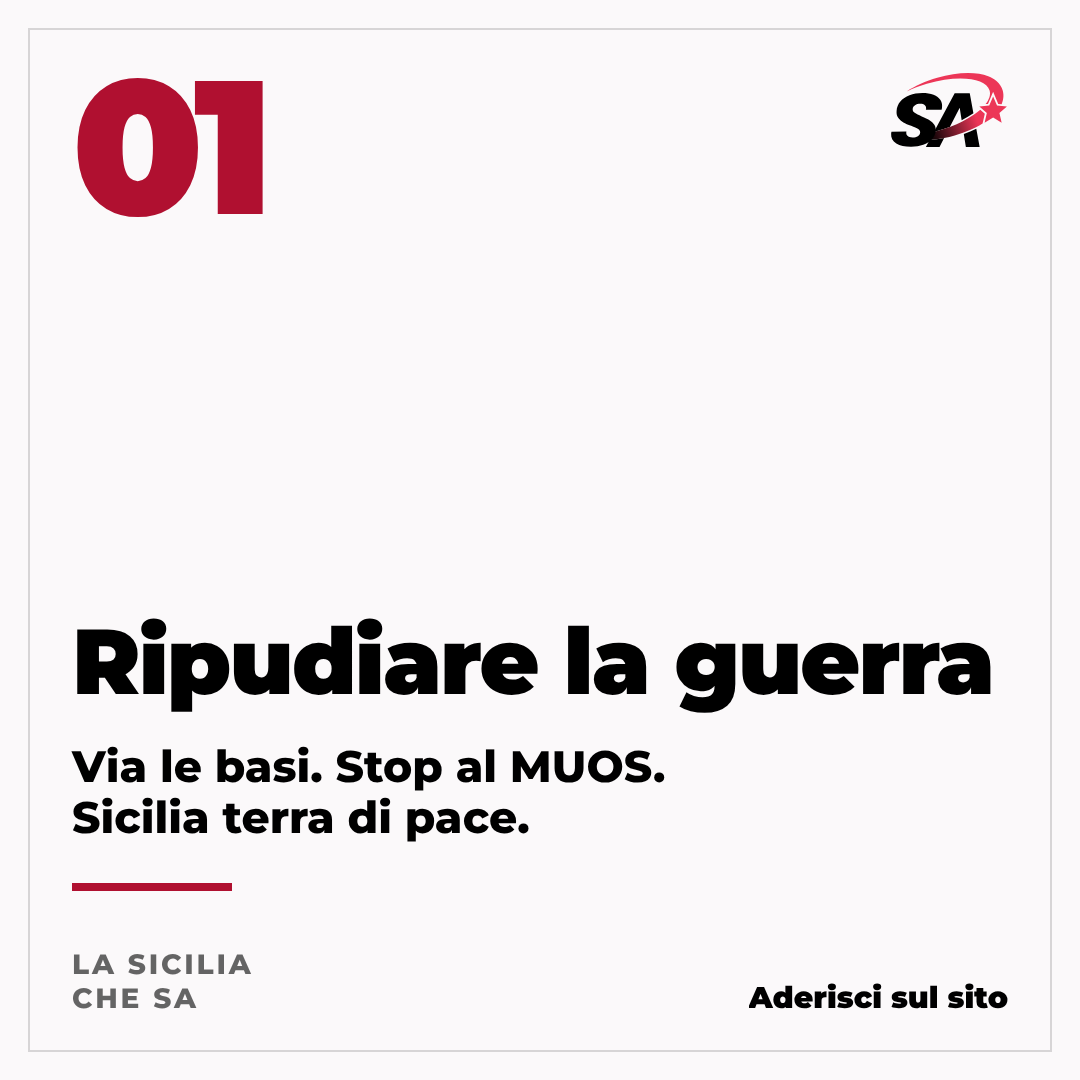 01
SA
Ripudiare la guerra
Via le basi. Stop al MUOS.
Sicilia terra di pace.
LA SICILIA
CHE SA
Aderisci sul sito